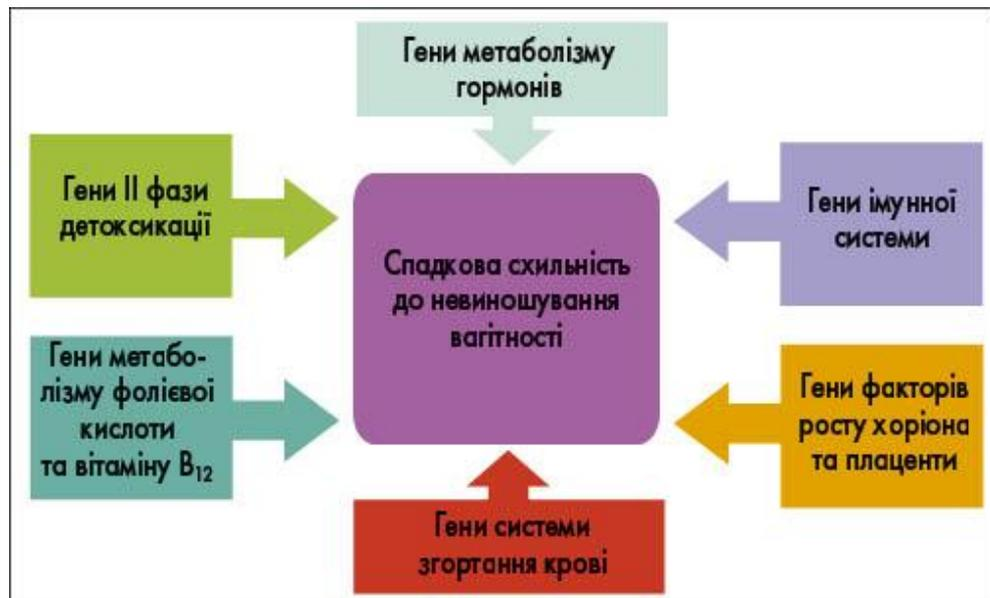 Гени метаболізму
гормонів
Гени II фази
детоксикації
Гени імунної
системи
Спадкова схильність
до невиношування
вагітності
Гени метабо-
лізму фолієвої
кислоти
та вітаміну B₁₂
Гени факторів
росту хоріона
та плаценти
Гени системи
згортання крові